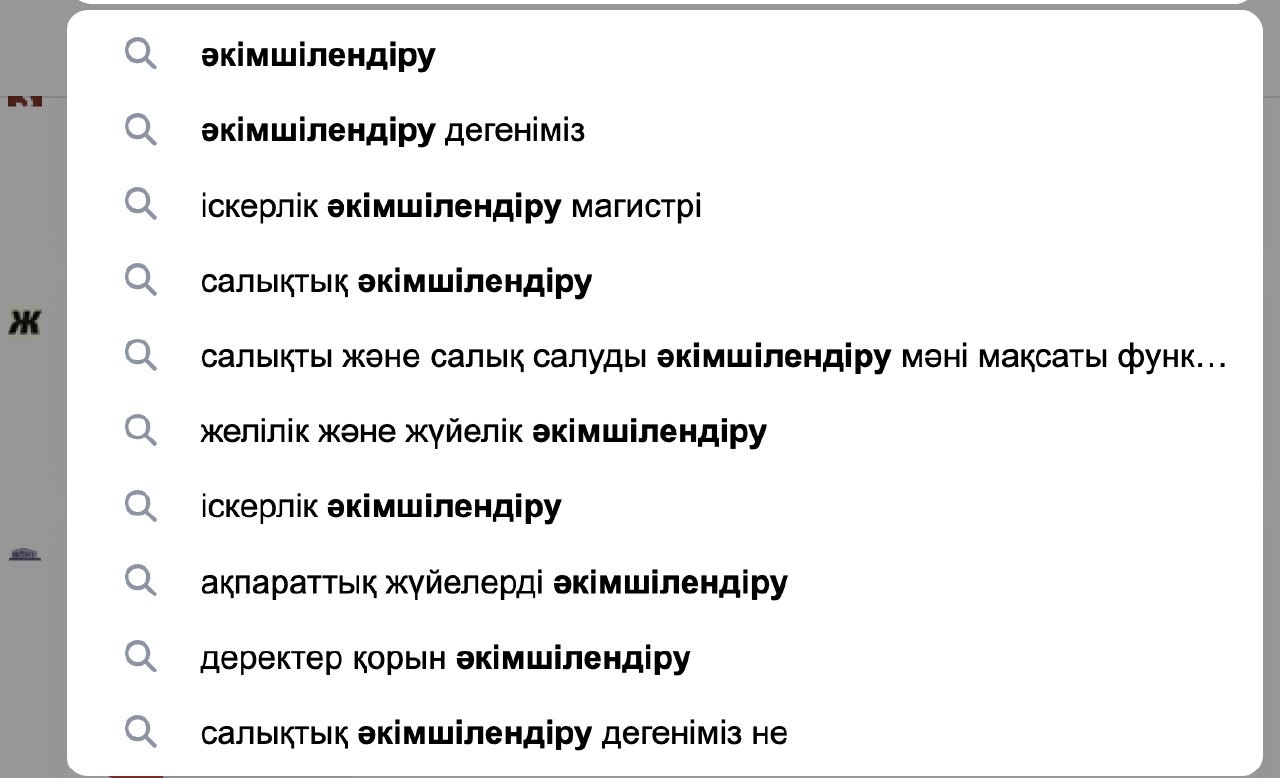 әкімшілендіру
әкімшілендіру дегеніміз
іскерлік әкімшілендіру магистрі
салықтық әкімшілендіру
салықты және салық салуды әкімшілендіру мәні мақсаты функ...
Ж
желілік және жүйелік әкімшілендіру
іскерлік әкімшілендіру
ақпараттық жүйелерді әкімшілендіру
деректер қорын әкімшілендіру
салықтық әкімшілендіру дегеніміз не